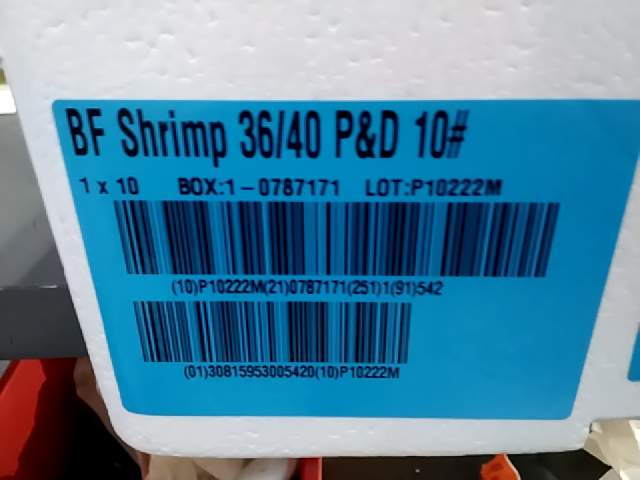 BF Shrimp 36/40 P&D 10#
1 x 10 BOX:1-0787171 LOT:P10222M
(10)P10222M(21)0787171(251)1(91)542
(01)30815953005420(10)P10222M